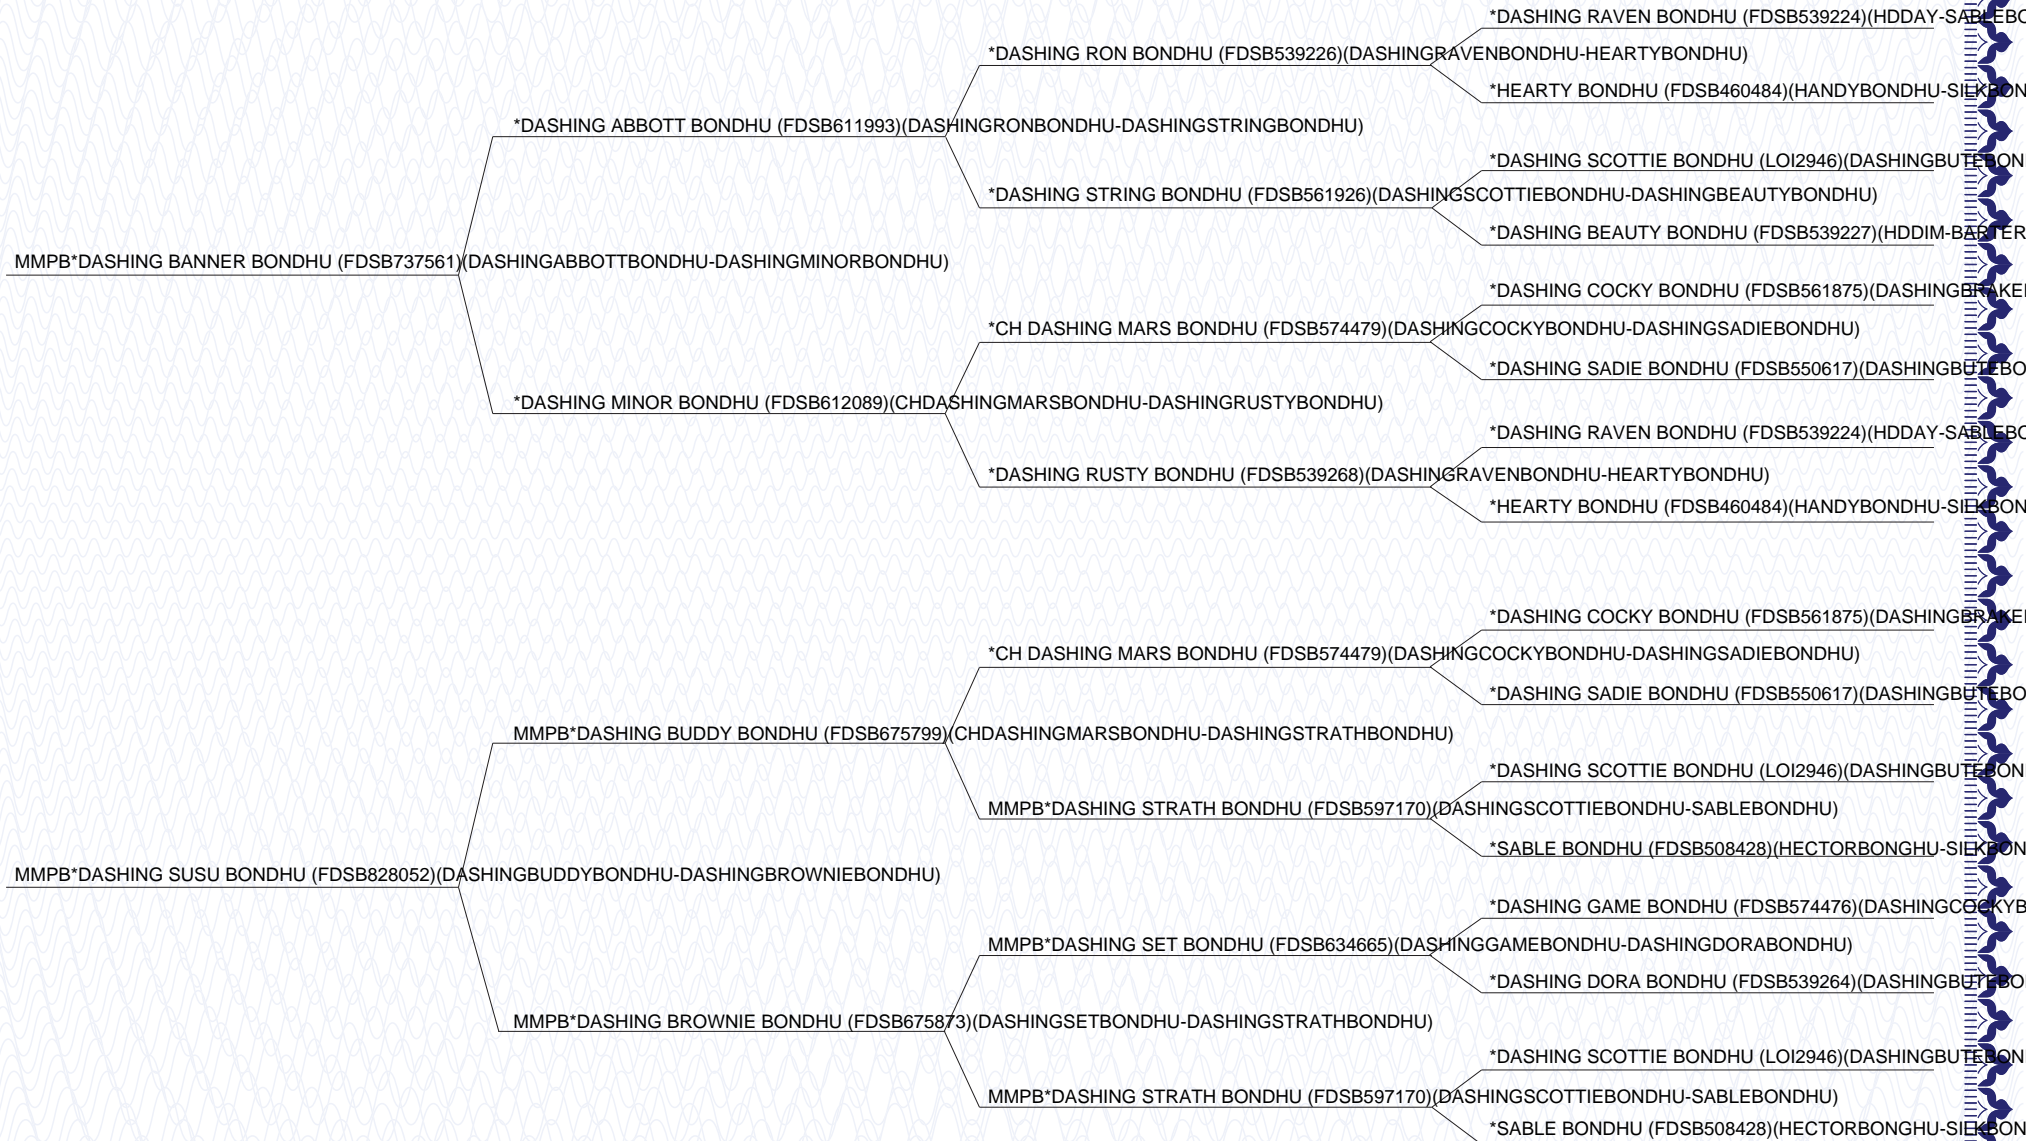 *DASHING RAVEN BONDHU (FDSB539224)(HDDAY-SABLEBO
*DASHING RON BONDHU (FDSB539226)(DASHINGRAVENBONDHU-HEARTYBONDHU)
*HEARTY BONDHU (FDSB460484)(HANDYBONDHU-SILKBON
*DASHING ABBOTT BONDHU (FDSB611993)(DASHINGRONBONDHU-DASHINGSTRINGBONDHU)
*DASHING SCOTTIE BONDHU (LOI2946)(DASHINGBUTEBON
*DASHING STRING BONDHU (FDSB561926)(DASHINGSCOTTIEBONDHU-DASHINGBEAUTYBONDHU)
*DASHING BEAUTY BONDHU (FDSB539227)(HDDIM-BARTER
MMPB*DASHING BANNER BONDHU (FDSB737561)(DASHINGABBOTTBONDHU-DASHINGMINORBONDHU)
*DASHING COCKY BONDHU (FDSB561875)(DASHINGBRAKE
*CH DASHING MARS BONDHU (FDSB574479)(DASHINGCOCKYBONDHU-DASHINGSADIEBONDHU)
*DASHING SADIE BONDHU (FDSB550617)(DASHINGBUTEBO
*DASHING MINOR BONDHU (FDSB612089)(CHDASHINGMARSBONDHU-DASHINGRUSTYBONDHU)
*DASHING RAVEN BONDHU (FDSB539224)(HDDAY-SABLEBO
*DASHING RUSTY BONDHU (FDSB539268)(DASHINGRAVENBONDHU-HEARTYBONDHU)
*HEARTY BONDHU (FDSB460484)(HANDYBONDHU-SILKBON
*DASHING COCKY BONDHU (FDSB561875)(DASHINGBRAKE
*CH DASHING MARS BONDHU (FDSB574479)(DASHINGCOCKYBONDHU-DASHINGSADIEBONDHU)
*DASHING SADIE BONDHU (FDSB550617)(DASHINGBUTEBO
MMPB*DASHING BUDDY BONDHU (FDSB675799)(CHDASHINGMARSBONDHU-DASHINGSTRATHBONDHU)
*DASHING SCOTTIE BONDHU (LOI2946)(DASHINGBUTEBON
MMPB*DASHING STRATH BONDHU (FDSB597170)(DASHINGSCOTTIEBONDHU-SABLEBONDHU)
*SABLE BONDHU (FDSB508428)(HECTORBONGHU-SILKBON
MMPB*DASHING SUSU BONDHU (FDSB828052)(DASHINGBUDDYBONDHU-DASHINGBROWNIEBONDHU)
*DASHING GAME BONDHU (FDSB574476)(DASHINGCOCKYB
MMPB*DASHING SET BONDHU (FDSB634665)(DASHINGGAMEBONDHU-DASHINGDORABONDHU)
*DASHING DORA BONDHU (FDSB539264)(DASHINGBUTEBO
MMPB*DASHING BROWNIE BONDHU (FDSB675873)(DASHINGSETBONDHU-DASHINGSTRATHBONDHU)
*DASHING SCOTTIE BONDHU (LOI2946)(DASHINGBUTEBON
MMPB*DASHING STRATH BONDHU (FDSB597170)(DASHINGSCOTTIEBONDHU-SABLEBONDHU)
*SABLE BONDHU (FDSB508428)(HECTORBONGHU-SILKBON